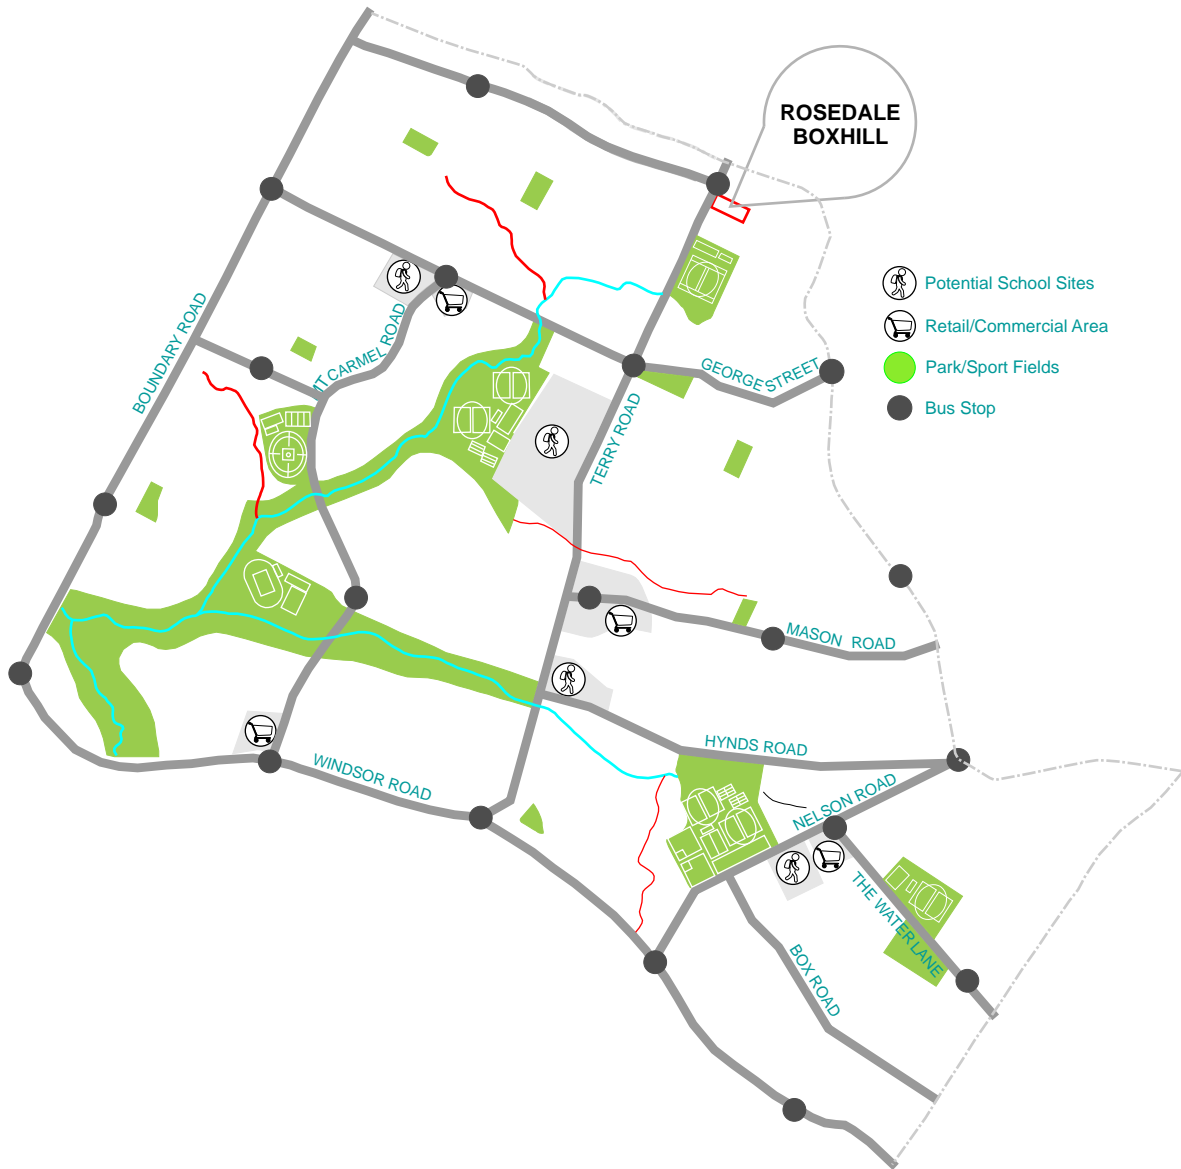 ROSEDALE
BOXHILL
Potential School Sites
Retail/Commercial Area
Park/Sport Fields
Bus Stop
BOUNDARY ROAD
MT CARMEL ROAD
GEORGE STREET
TERRY ROAD
MASON ROAD
HYNDS ROAD
WINDSOR ROAD
NELSON ROAD
THE WATER LANE
BOX ROAD